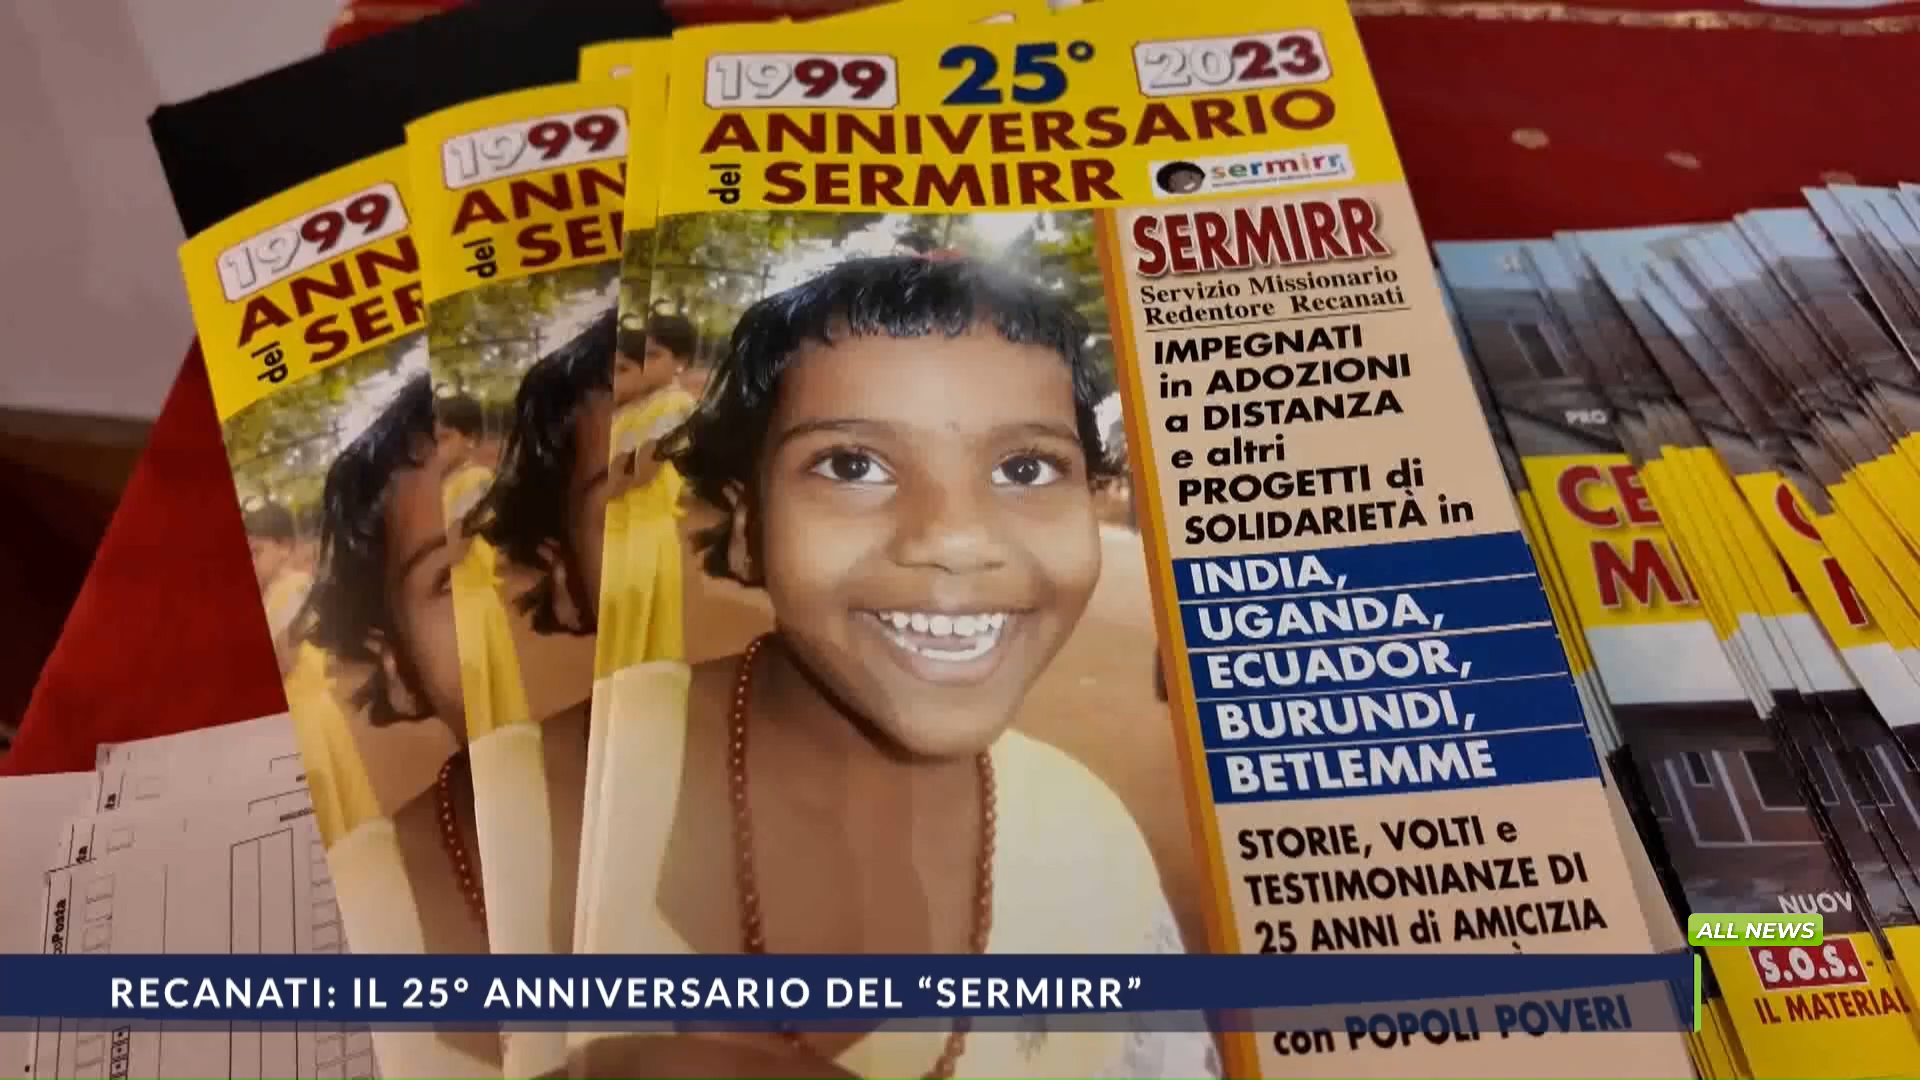 1999 25° 2023
ANNIVERSARIO
del SERMIRR
sermirr
SERMIRR
Servizio Missionario
Redentore Recanati
IMPEGNATI
in ADOZIONI
a DISTANZA
e altri
PROGETTI di
SOLIDARIETÀ in
INDIA,
UGANDA,
ECUADOR,
BURUNDI,
BETLEMME
STORIE, VOLTI e
TESTIMONIANZE DI
25 ANNI di AMICIZIA
con POPOLI POVERI
1999
ANN
del SEI
1999
ANN
del SER
PRO
CE
M
NUOV
S.O.S. -
IL MATERIAL
oPosta
ALL NEWS
RECANATI: IL 25° ANNIVERSARIO DEL “SERMIRR”